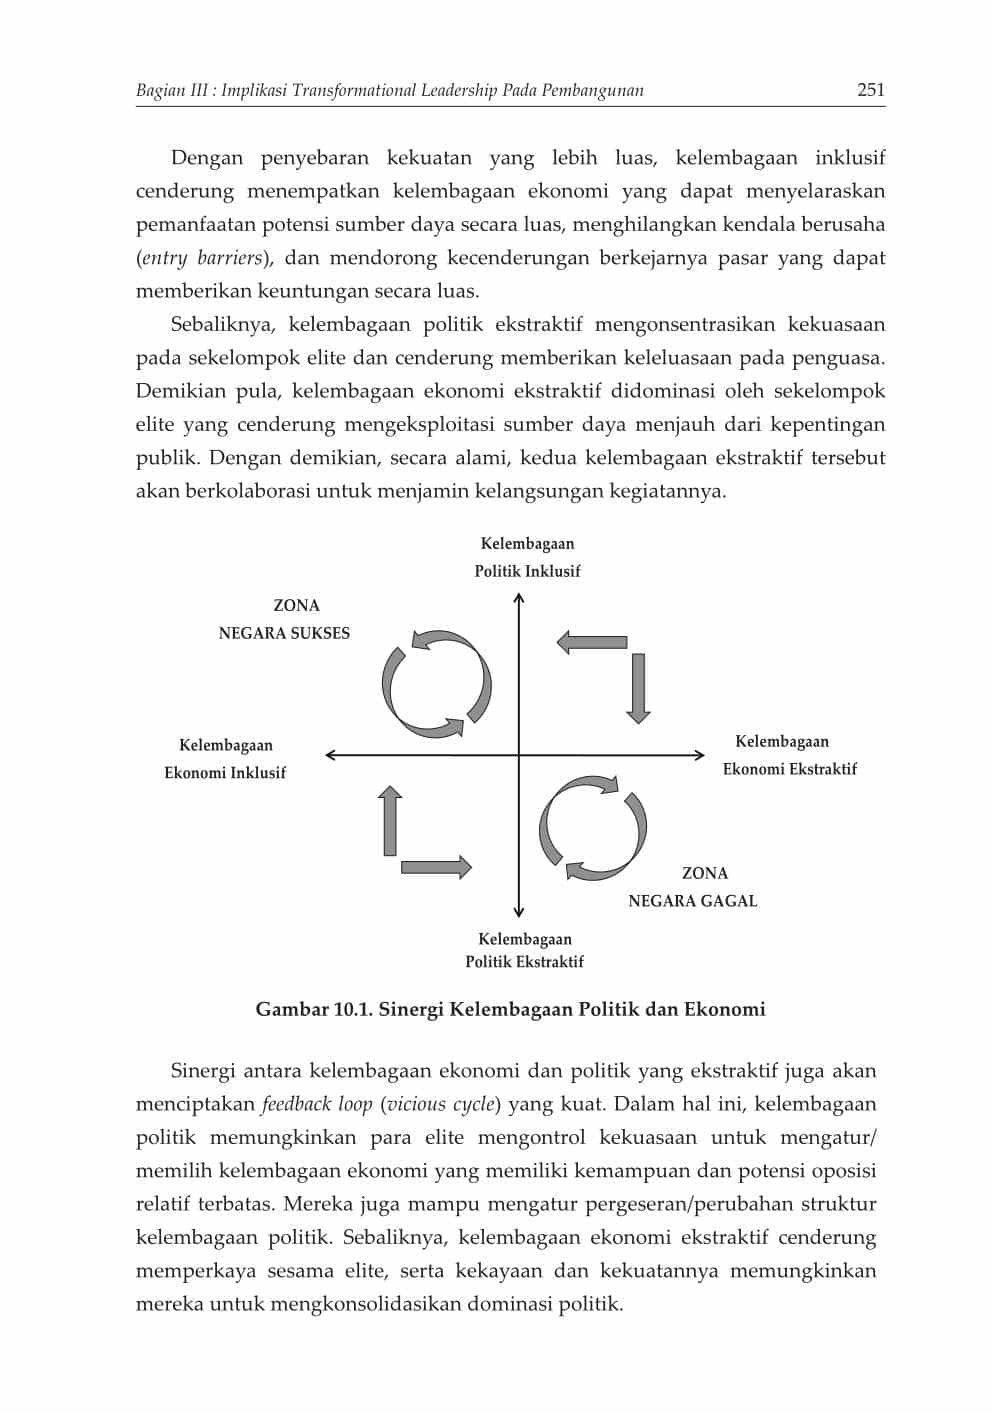 Bagian III : Implikasi Transformational Leadership Pada Pembangunan 251
Dengan penyebaran kekuatan yang lebih luas, kelembagaan inklusif
cenderung menempatkan kelembagaan ekonomi yang dapat menyelaraskan
pemanfaatan potensi sumber daya secara luas, menghilangkan kendala berusaha
(entry barriers), dan mendorong kecenderungan berkejarnya pasar yang dapat
memberikan keuntungan secara luas.
Sebaliknya, kelembagaan politik ekstraktif mengonsentrasikan kekuasaan
pada sekelompok elite dan cenderung memberikan keleluasaan pada penguasa.
Demikian pula, kelembagaan ekonomi ekstraktif didominasi oleh sekelompok
elite yang cenderung mengeksploitasi sumber daya menjauh dari kepentingan
publik. Dengan demikian, secara alami, kedua kelembagaan ekstraktif tersebut
akan berkolaborasi untuk menjamin kelangsungan kegiatannya.
Kelembagaan
Politik Inklusif
ZONA
NEGARA SUKSES
Kelembagaan
Ekonomi Inklusif
Kelembagaan
Ekonomi Ekstraktif
ZONA
NEGARA GAGAL
Kelembagaan
Politik Ekstraktif
Gambar 10.1. Sinergi Kelembagaan Politik dan Ekonomi
Sinergi antara kelembagaan ekonomi dan politik yang ekstraktif juga akan
menciptakan feedback loop (vicious cycle) yang kuat. Dalam hal ini, kelembagaan
politik memungkinkan para elite mengontrol kekuasaan untuk mengatur/
memilih kelembagaan ekonomi yang memiliki kemampuan dan potensi oposisi
relatif terbatas. Mereka juga mampu mengatur pergeseran/perubahan struktur
kelembagaan politik. Sebaliknya, kelembagaan ekonomi ekstraktif cenderung
memperkaya sesama elite, serta kekayaan dan kekuatannya memungkinkan
mereka untuk mengkonsolidasikan dominasi politik.